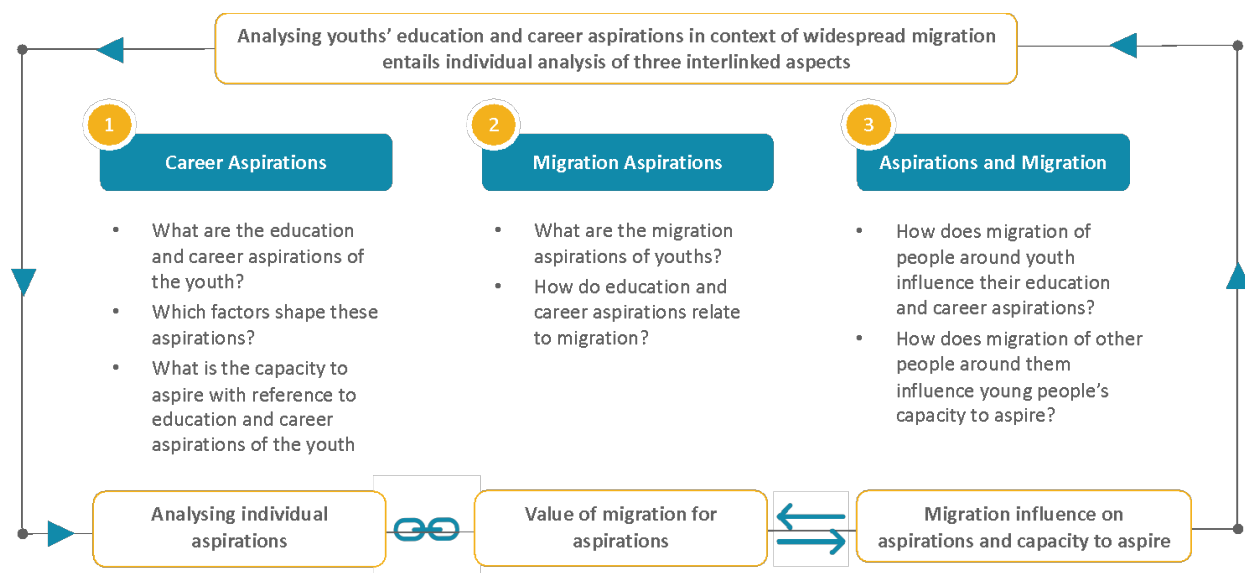 Analysing youths' education and career aspirations in context of widespread migration
entails individual analysis of three interlinked aspects
1
Career Aspirations
• What are the education
and career aspirations of
the youth?
• Which factors shape these
aspirations?
• What is the capacity to
aspire with reference to
education and career
aspirations of the youth
2
Migration Aspirations
• What are the migration
aspirations of youths?
• How do education and
career aspirations relate
to migration?
3
Aspirations and Migration
• How does migration of
people around youth
influence their education
and career aspirations?
• How does migration of other
people around them
influence young people's
capacity to aspire?
Analysing individual
aspirations
Value of migration for
aspirations
Migration influence on
aspirations and capacity to aspire